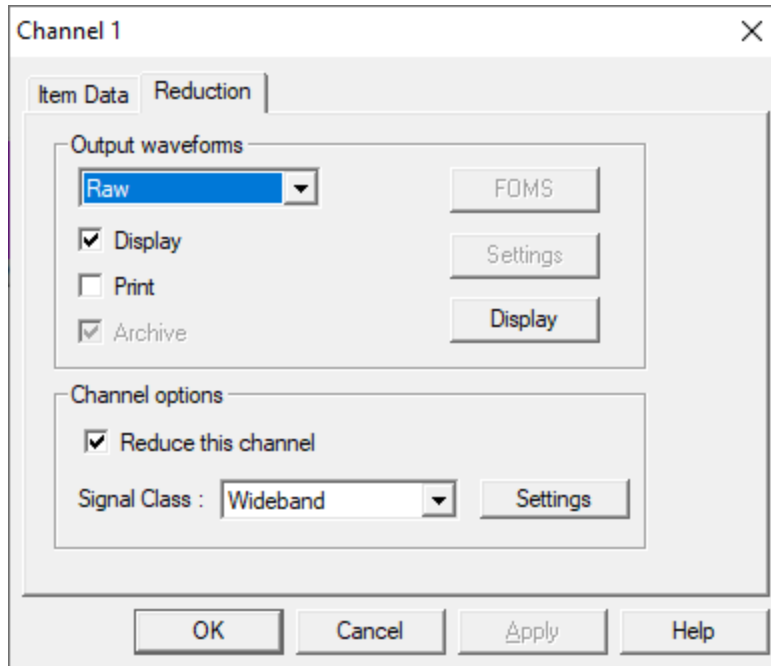 Channel 1
Item Data Reduction
Output waveforms
Raw FOMS
Display Settings
Print
Archive Display
Channel options
Reduce this channel
Signal Class : Wideband Settings
OK Cancel Apply Help